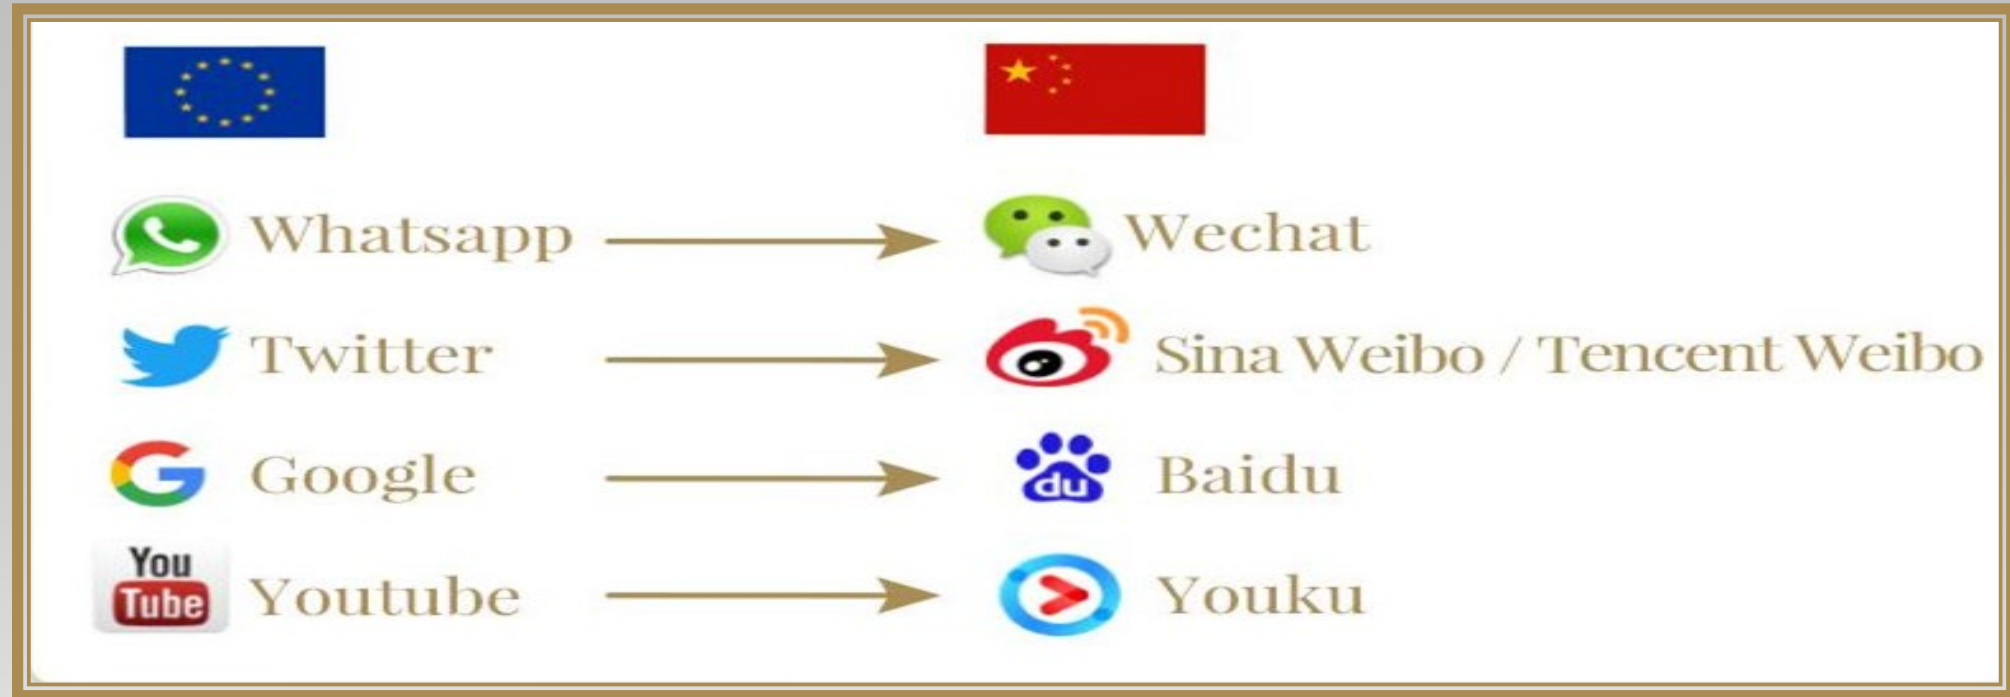 Whatsapp Wechat
Twitter Sina Weibo / Tencent Weibo
Google du Baidu
You
Tube Youtube Youku